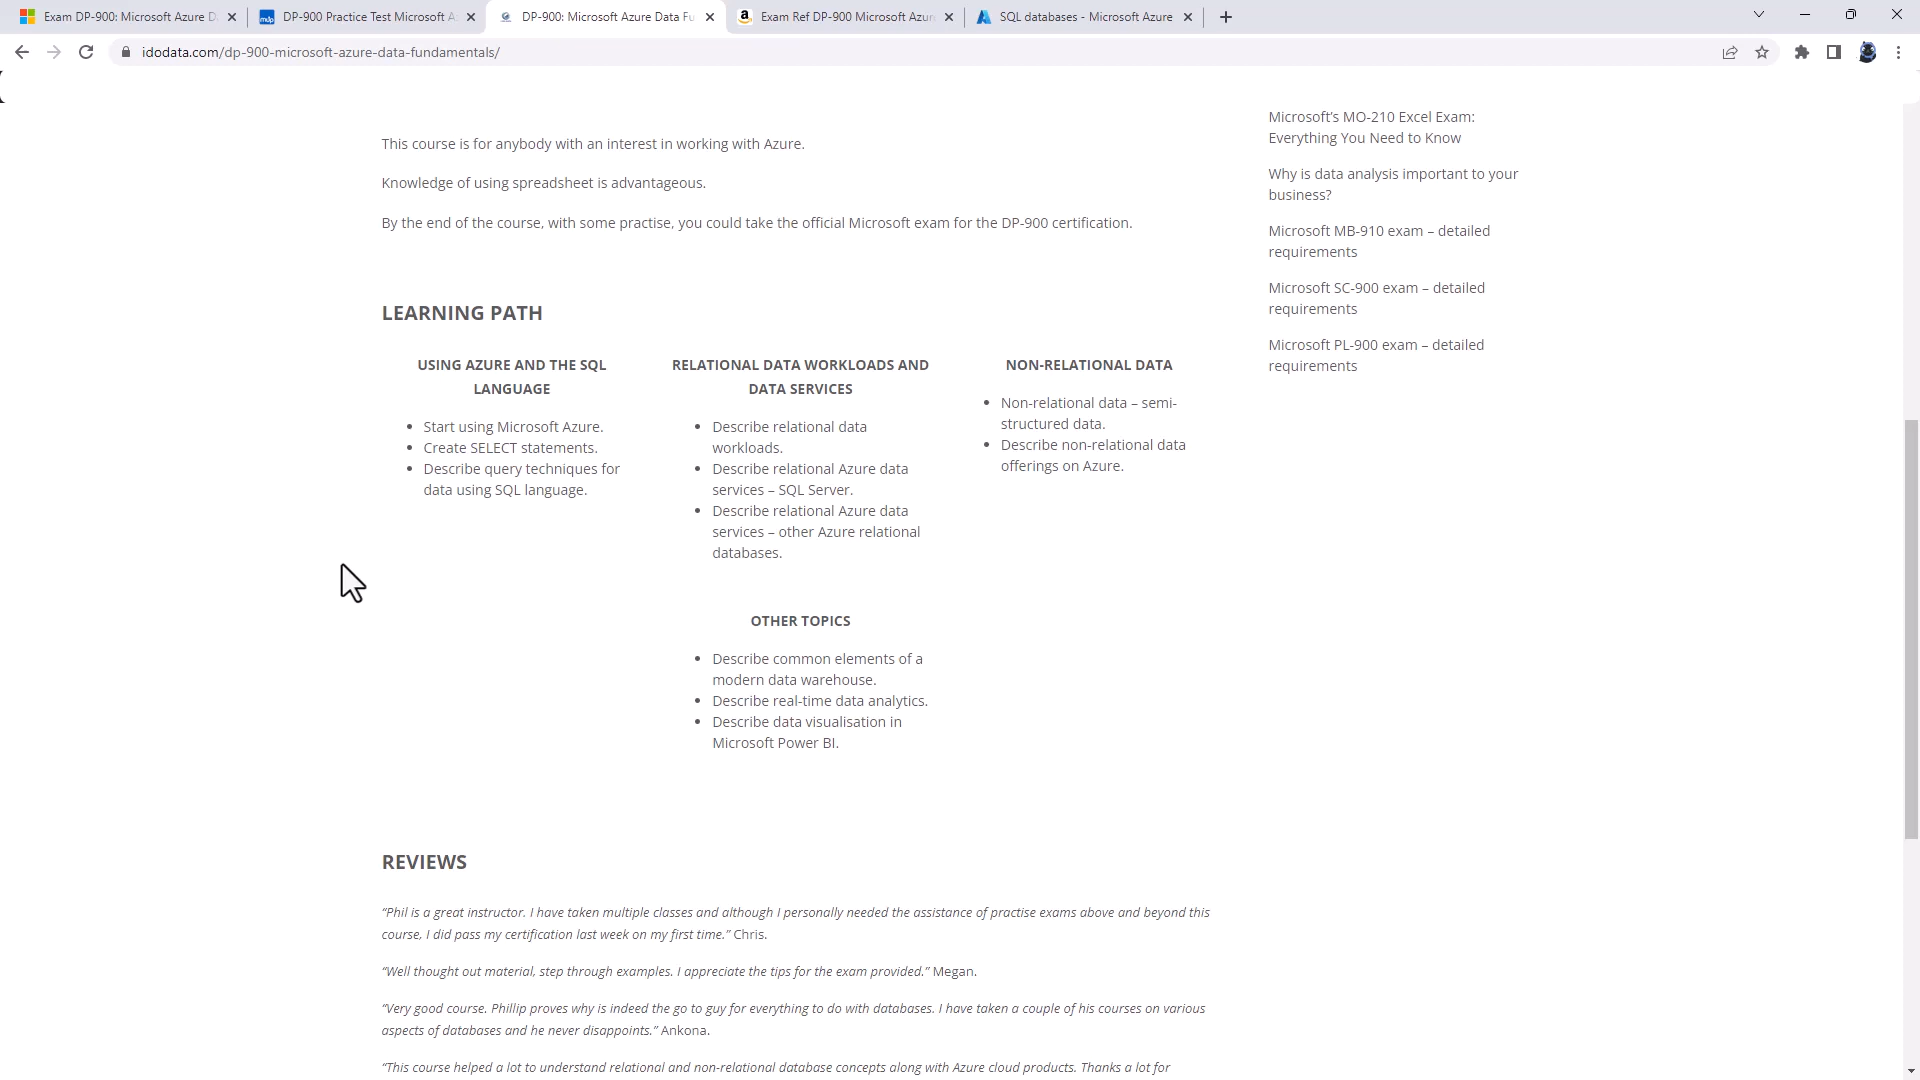 Exam DP-900: Microsoft Azure D
DP-900 Practice Test Microsoft A
DP-900: Microsoft Azure Data Fu
Exam Ref DP-900 Microsoft Azur
SQL databases - Microsoft Azure
idodata.com/dp-900-microsoft-azure-data-fundamentals/
This course is for anybody with an interest in working with Azure.
Knowledge of using spreadsheet is advantageous.
By the end of the course, with some practise, you could take the official Microsoft exam for the DP-900 certification.
LEARNING PATH
USING AZURE AND THE SQL
LANGUAGE
• Start using Microsoft Azure.
• Create SELECT statements.
• Describe query techniques for
data using SQL language.
RELATIONAL DATA WORKLOADS AND
DATA SERVICES
• Describe relational data
workloads.
• Describe relational Azure data
services – SQL Server.
• Describe relational Azure data
services – other Azure relational
databases.
NON-RELATIONAL DATA
• Non-relational data – semi-
structured data.
• Describe non-relational data
offerings on Azure.
OTHER TOPICS
• Describe common elements of a
modern data warehouse.
• Describe real-time data analytics.
• Describe data visualisation in
Microsoft Power BI.
REVIEWS
“Phil is a great instructor. I have taken multiple classes and although I personally needed the assistance of practise exams above and beyond this
course, I did pass my certification last week on my first time.” Chris.
“Well thought out material, step through examples. I appreciate the tips for the exam provided.” Megan.
“Very good course. Phillip proves why is indeed the go to guy for everything to do with databases. I have taken a couple of his courses on various
aspects of databases and he never disappoints.” Ankona.
“This course helped a lot to understand relational and non-relational database concepts along with Azure cloud products. Thanks a lot for
Microsoft’s MO-210 Excel Exam:
Everything You Need to Know
Why is data analysis important to your
business?
Microsoft MB-910 exam – detailed
requirements
Microsoft SC-900 exam – detailed
requirements
Microsoft PL-900 exam – detailed
requirements